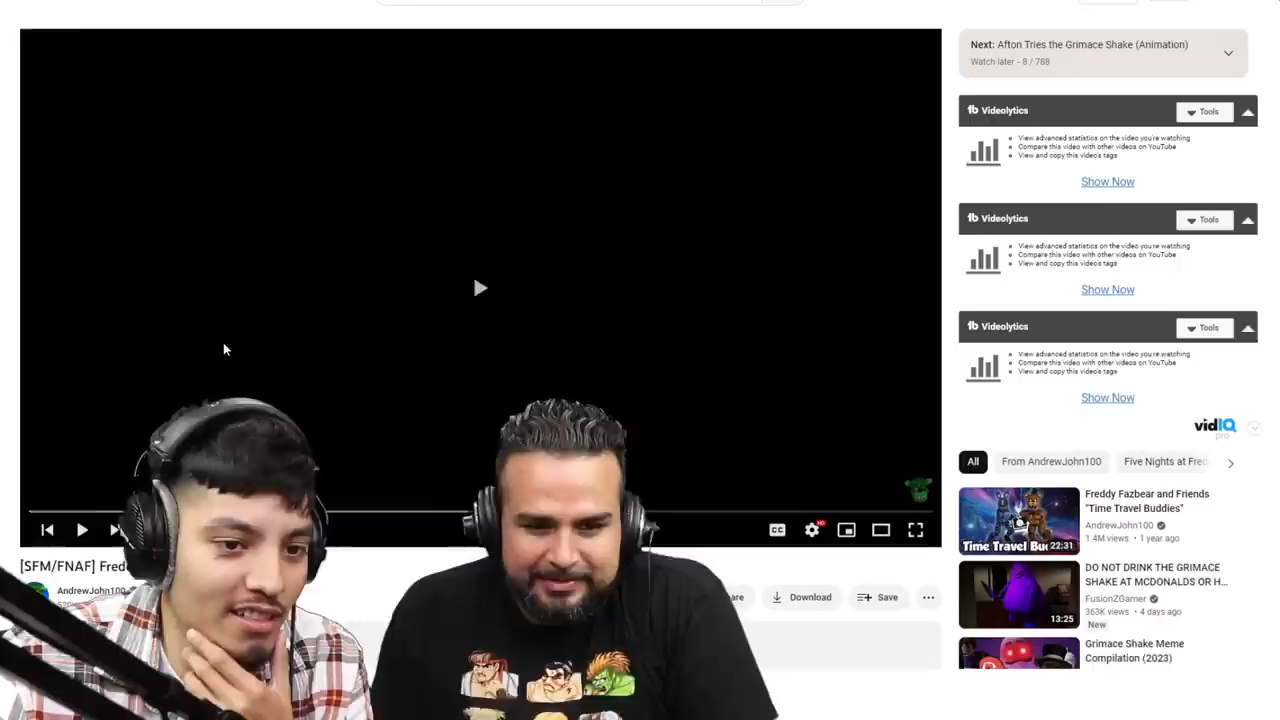 Next: Afton Tries the Grimace Shake (Animation)
Watch later - 8 / 788
Videolytics
Tools
View advanced statistics on the video you're watching
Compare this video with other videos on YouTube
View and copy this video's tags
Show Now
Videolytics
Tools
View advanced statistics on the video you're watching
Compare this video with other videos on YouTube
View and copy this video's tags
Show Now
Videolytics
Tools
View advanced statistics on the video you're watching
Compare this video with other videos on YouTube
View and copy this video's tags
Show Now
vidIQ
pro
All
From AndrewJohn100
Five Nights at Fred
Freddy Fazbear and Friends
"Time Travel Buddies"
AndrewJohn100
1.4M views • 1 year ago
Time Travel Bu
22:31
DO NOT DRINK THE GRIMACE
SHAKE AT MCDONALDS OR H...
FusionZGamer
363K views • 4 days ago
New
13:25
Grimace Shake Meme
Compilation (2023)
CC
HD
[SFM/FNAF] Fred
AndrewJohn100
are
Download
Save